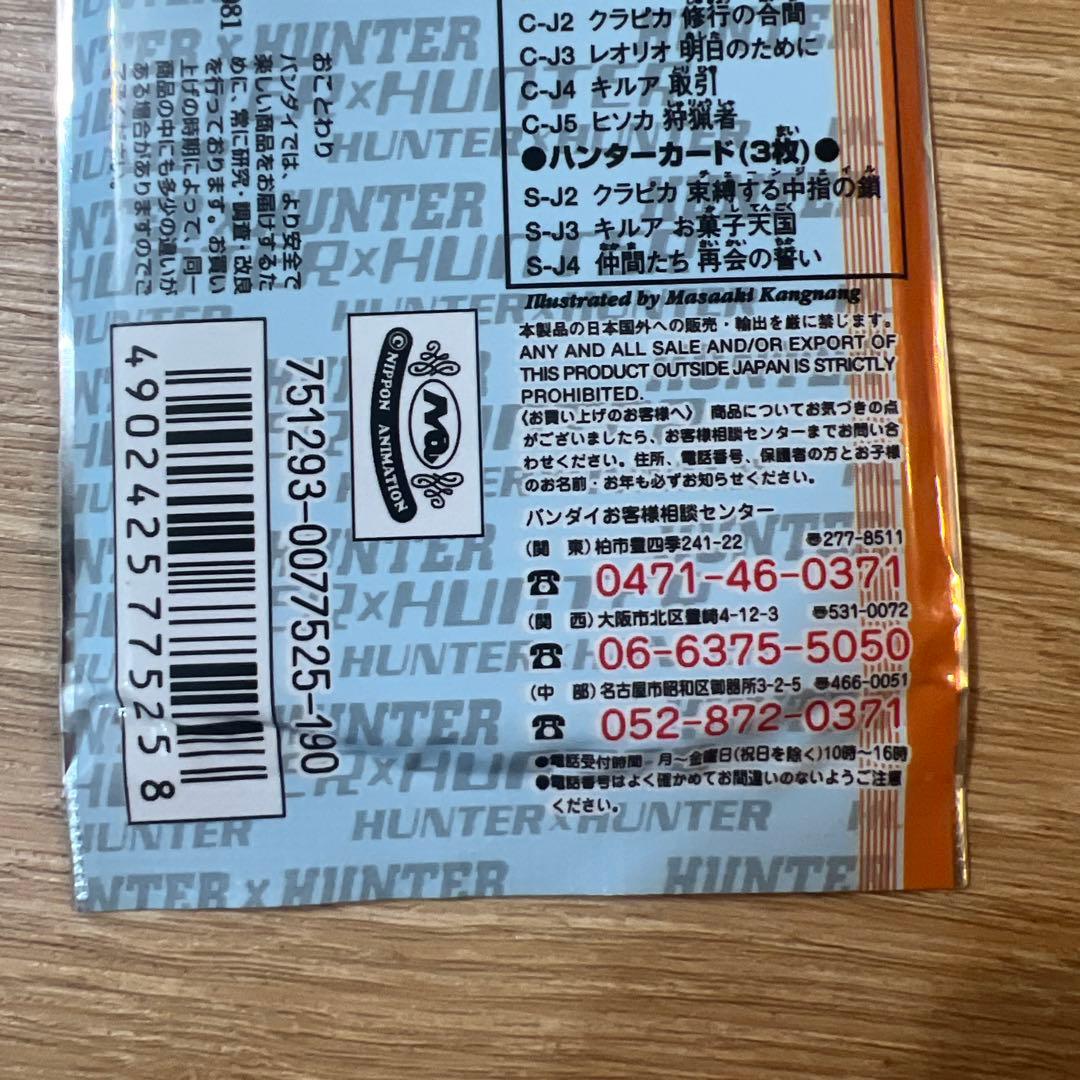 C-J2 クラピカ 修行の合間
C-J3 レオリオ 明日のために
C-J4 キルア 取引
C-J5 ヒソカ 狩猟者
●ハンターカード(3枚)●
S-J2 クラピカ 束縛する中指の鎖
S-J3 キルア お菓子天国
S-J4 仲間たち 再会の誓い
Illustrated by Masaaki Kangnang
本製品の日本国外への販売・輸出を厳に禁じます。
ANY AND ALL SALE AND/OR EXPORT OF
THIS PRODUCT OUTSIDE JAPAN IS STRICTLY
PROHIBITED.
〈お買い上げのお客様へ〉 商品についてお気づきの点
がございましたら、お客様相談センターまでお問い合
わせください。住所、電話番号、保護者の方とお子様
のお名前・お年も必ずお知らせください。
バンダイお客様相談センター
(関 東)柏市豊四季241-22 〠277-8511
☎ 0471-46-0371
(関 西)大阪市北区豊崎4-12-3 〠531-0072
☎ 06-6375-5050
(中 部)名古屋市昭和区御器所3-2-5 〠466-0051
☎ 052-872-0371
●電話受付時間 月〜金曜日(祝日を除く)10時〜16時
●電話番号はよく確かめてお間違いのないようご注意
ください。
おことわり
バンダイでは、より安全で
楽しい商品をお届けするた
めに、常に研究・調査・改良
を行っております。お買い
上げの時期によって、同一
商品の中にも多少の違いが
ある場合がありますのでご
©NIPPON ANIMATION
751293-0077525-190
4902425775258
HUNTER×HUNTER